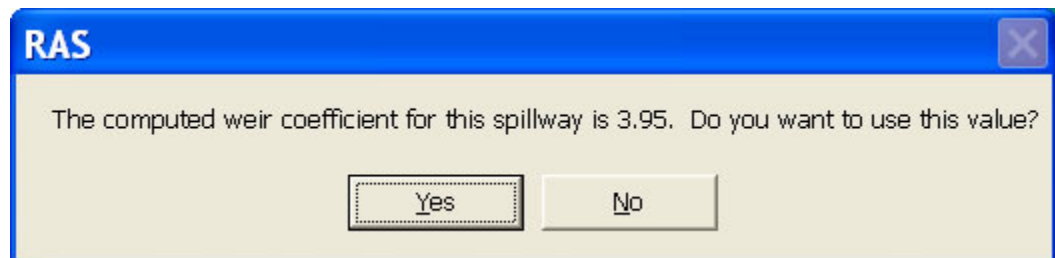 RAS
The computed weir coefficient for this spillway is 3.95. Do you want to use this value?
Yes
No